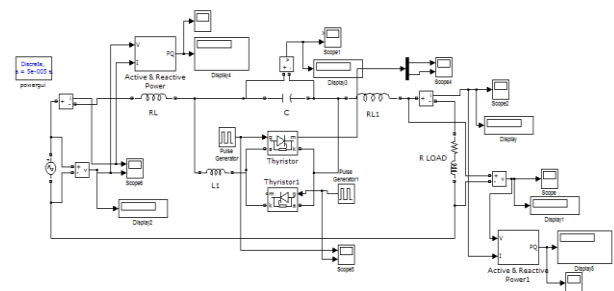 Discrete,
s = 5e-005 s.
powergui
V
I
PQ
Active & Reactive
Power
Display4
Scope1
Display3
Scope4
Scope2
Display
RL
C
RL1
R LOAD
Pulse
Generator
Thyristor
Thyristor1
Pulse
Generator1
L1
Scope6
Display2
Scope5
Scope
Display1
V
I
PQ
Active & Reactive
Power1
Display5
Scope3